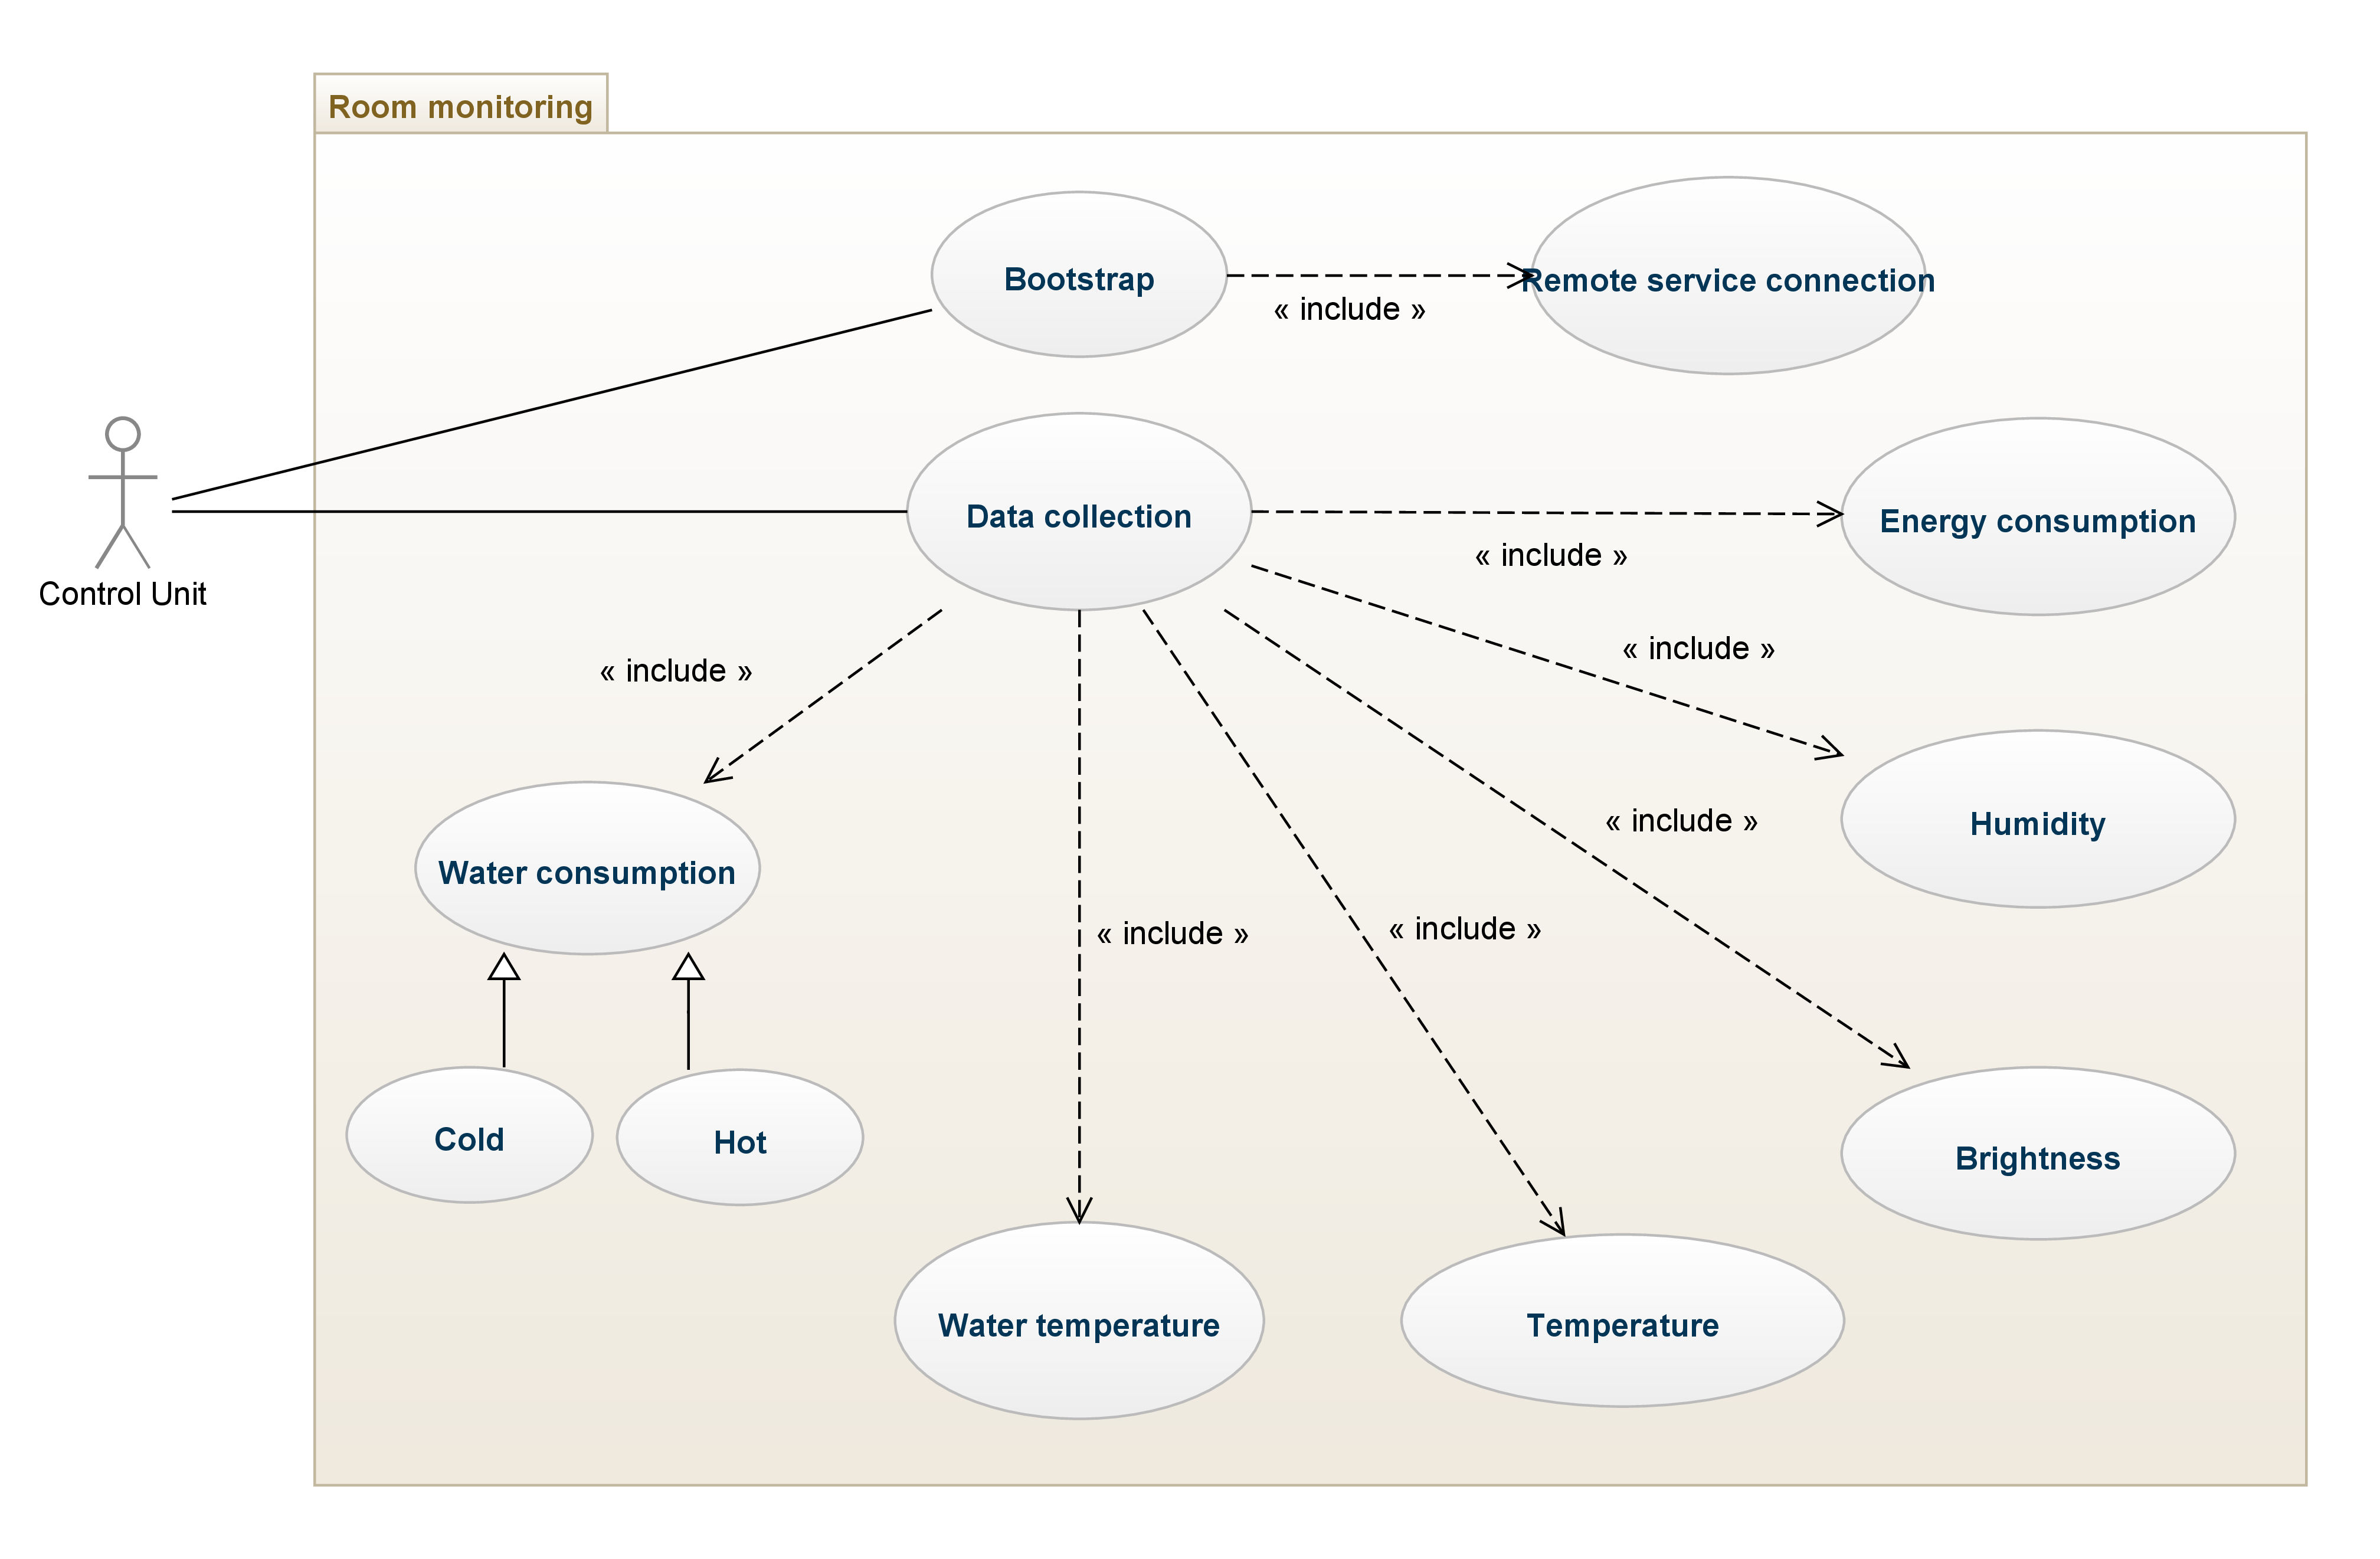 Room monitoring
Bootstrap
Remote service connection
« include »
Control Unit
Data collection
Energy consumption
« include »
« include »
« include »
Humidity
« include »
Water consumption
« include »
« include »
Cold
Hot
Brightness
Water temperature
Temperature